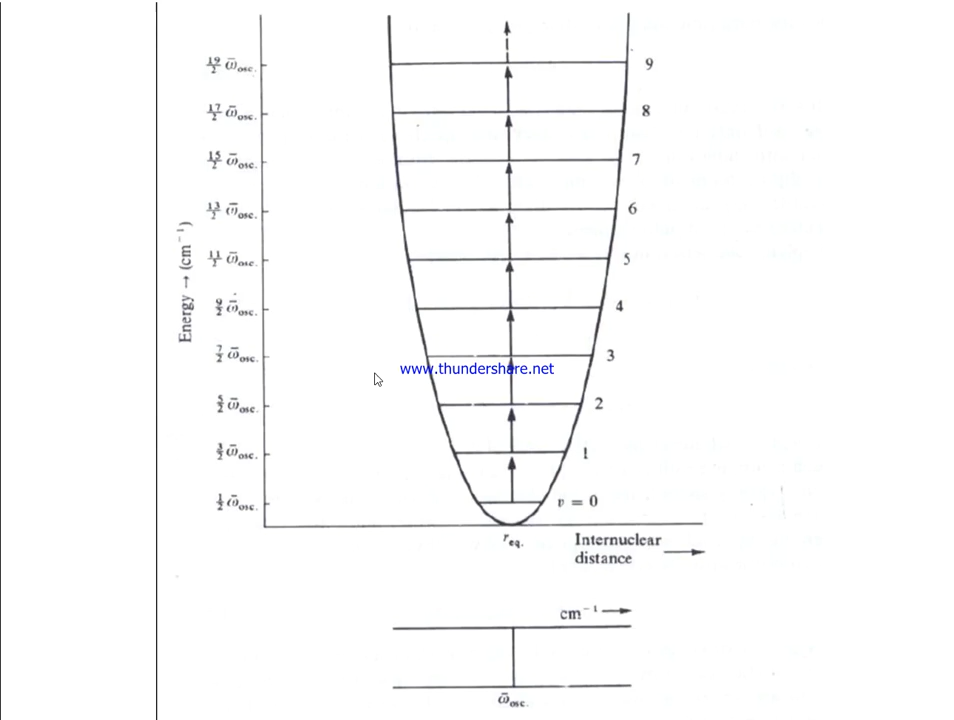 19/2 ω̄osc. 9
17/2 ω̄osc. 8
15/2 ω̄osc. 7
13/2 ω̄osc. 6
11/2 ω̄osc. 5
9/2 ω̄osc. 4
7/2 ω̄osc. 3
www.thundershare.net
5/2 ω̄osc. 2
3/2 ω̄osc. 1
1/2 ω̄osc. v = 0
Energy → (cm⁻¹)
req. Internuclear
distance →
cm⁻¹ →
ω̄osc.